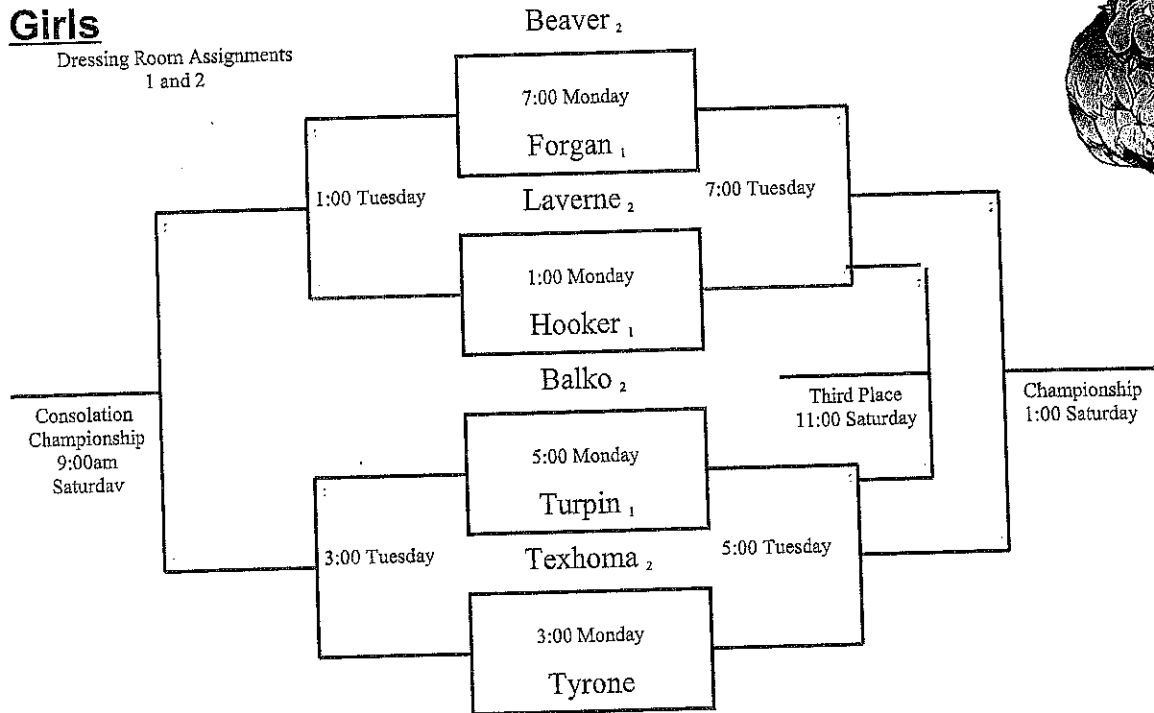 Girls
Dressing Room Assignments
1 and 2
Beaver 2
7:00 Monday
Forgan 1
1:00 Tuesday
Laverne 2
7:00 Tuesday
1:00 Monday
Hooker 1
Balko 2
Consolation
Championship
9:00am
Saturday
Third Place
11:00 Saturday
Championship
1:00 Saturday
5:00 Monday
Turpin 1
3:00 Tuesday
Texhoma 2
5:00 Tuesday
3:00 Monday
Tyrone